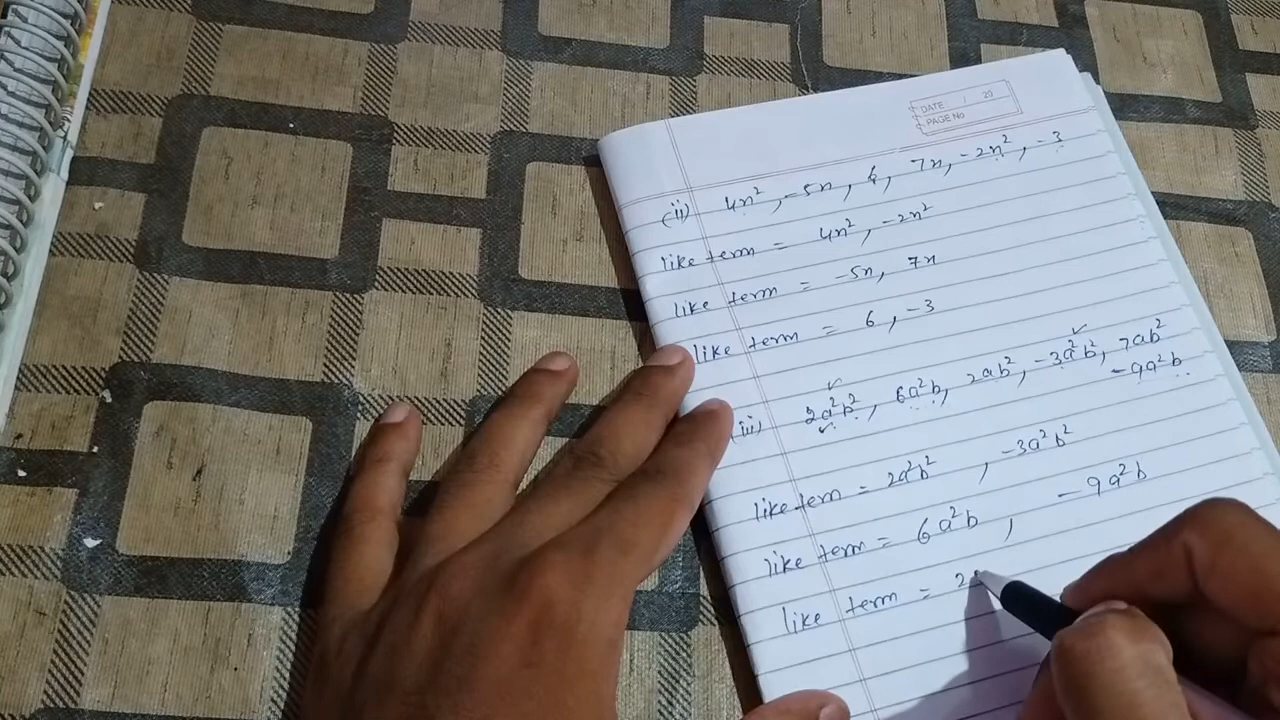 DATE / 20
PAGE No
(ii) 4x², -5x, 6, 7x, -2x², -3
like term = 4x², -2x²
like term = -5x, 7x
like term = 6, -3
(iii) 2a²b², 6a²b, 2ab², -3a²b², 7ab²
-9a²b
like tem = 2a²b², -3a²b²
like term = 6a²b, -9a²b
like term = 2a